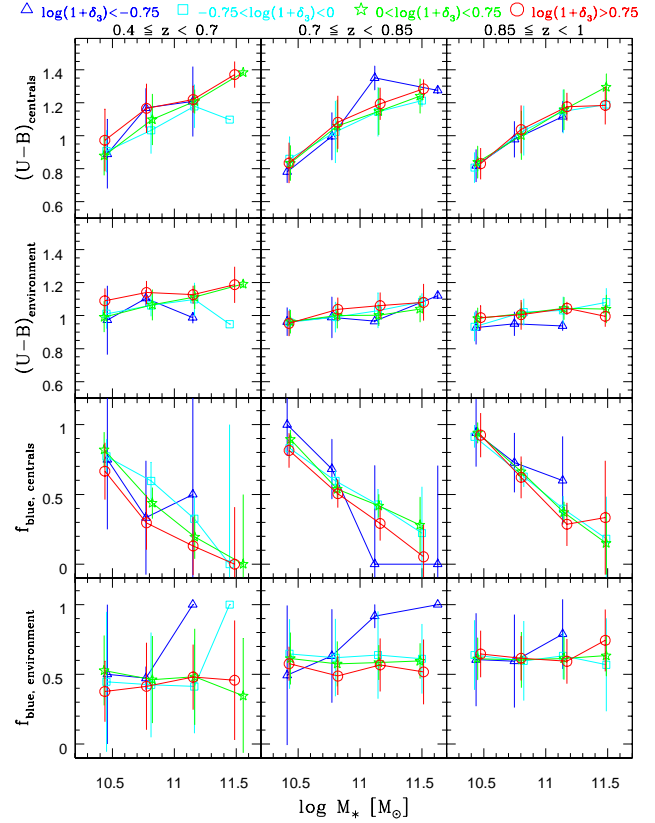 log(1+δ₃)<−0.75 −0.75<log(1+δ₃)<0 0<log(1+δ₃)<0.75 log(1+δ₃)>0.75
0.4 ≤ z < 0.7 0.7 ≤ z < 0.85 0.85 ≤ z < 1
(U−B)centrals
1.4
1.2
1
0.8
0.6
(U−B)environment
1.4
1.2
1
0.8
0.6
fblue, centrals
1
0.5
0
fblue, environment
1
0.5
0
10.5 11 11.5 10.5 11 11.5 10.5 11 11.5
log M* [M⊙]